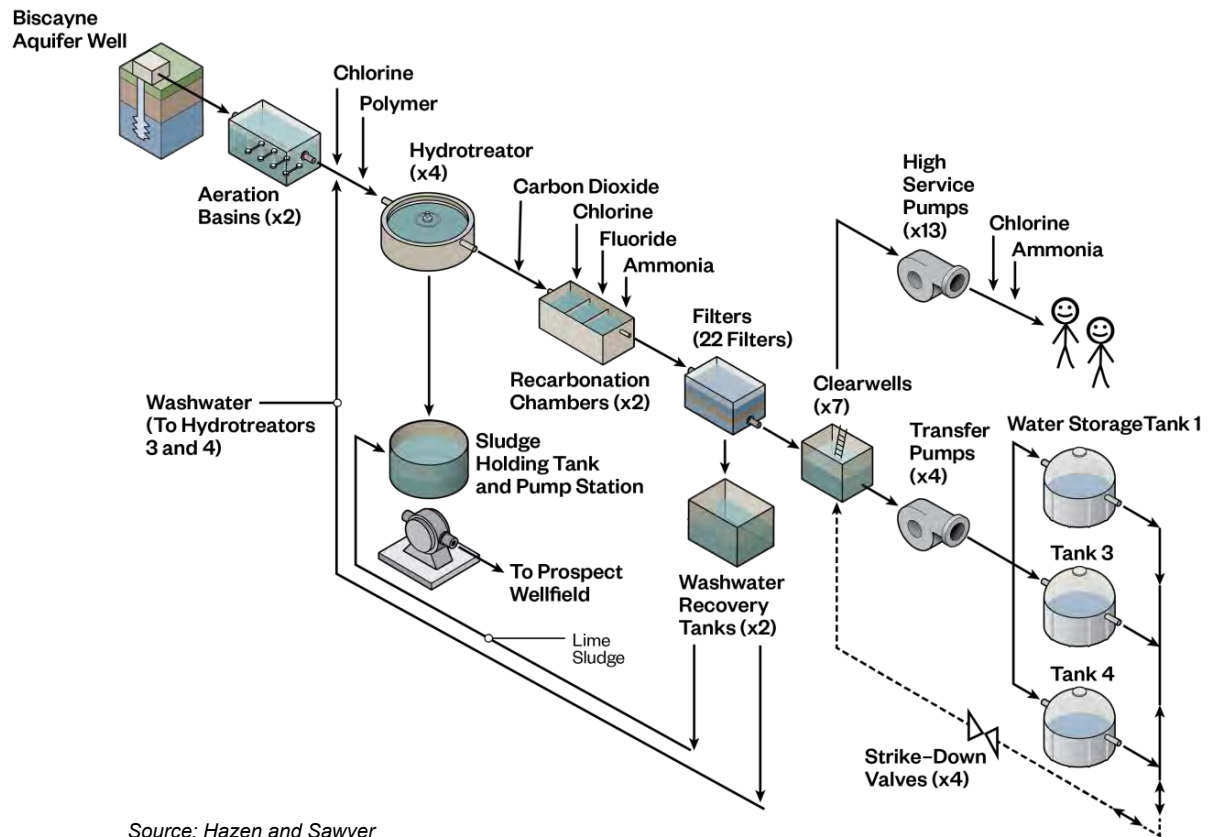 Biscayne
Aquifer Well
Chlorine
Polymer
Aeration
Basins (x2)
Hydrotreator
(x4)
Carbon Dioxide
Chlorine
Fluoride
Ammonia
High
Service
Pumps
(x13)
Chlorine
Ammonia
Filters
(22 Filters)
Recarbonation
Chambers (x2)
Clearwells
(x7)
Washwater
(To Hydrotreators
3 and 4)
Sludge
Holding Tank
and Pump Station
Transfer
Pumps
(x4)
Water Storage Tank 1
To Prospect
Wellfield
Washwater
Recovery
Tanks (x2)
Tank 3
Lime
Sludge
Tank 4
Strike-Down
Valves (x4)
Source: Hazen and Sawyer